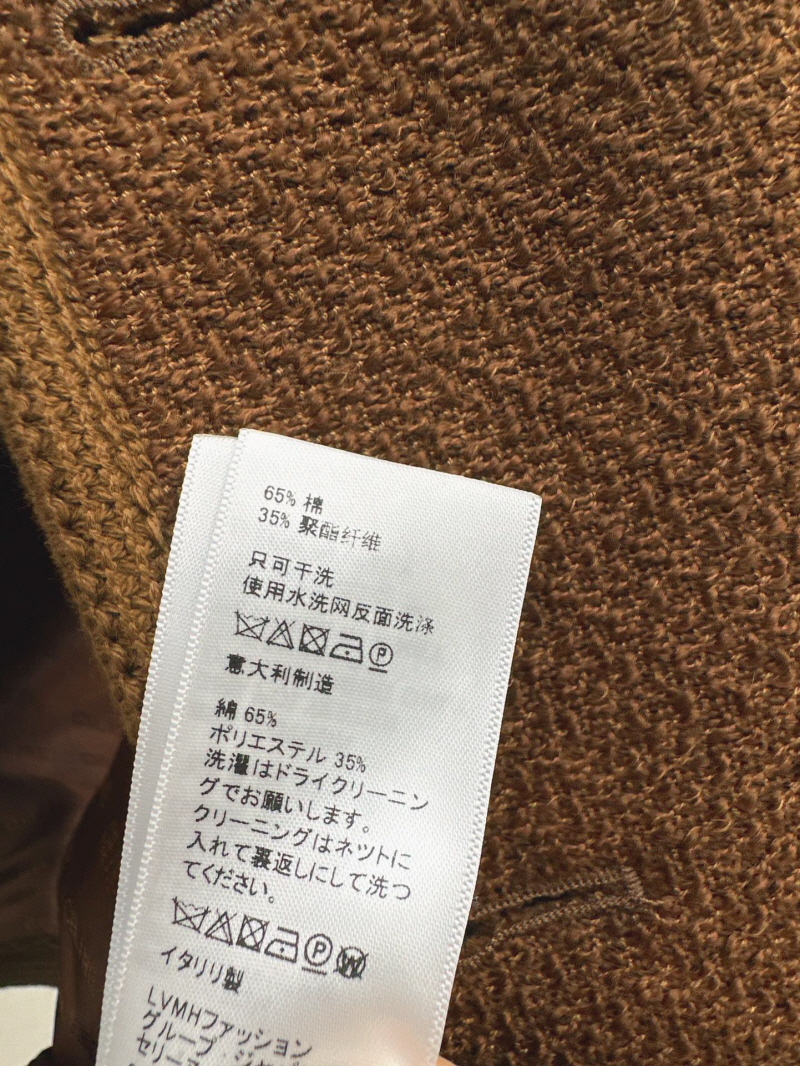 65% 棉
35% 聚酯纤维
只可干洗
使用水洗网反面洗涤
P
意大利制造
綿 65%
ポリエステル 35%
洗濯はドライクリーニン
グでお願いします。
クリーニングはネットに
入れて裏返しにして洗っ
てください。
P W
イタリリ製
LVMHファッション
グループ